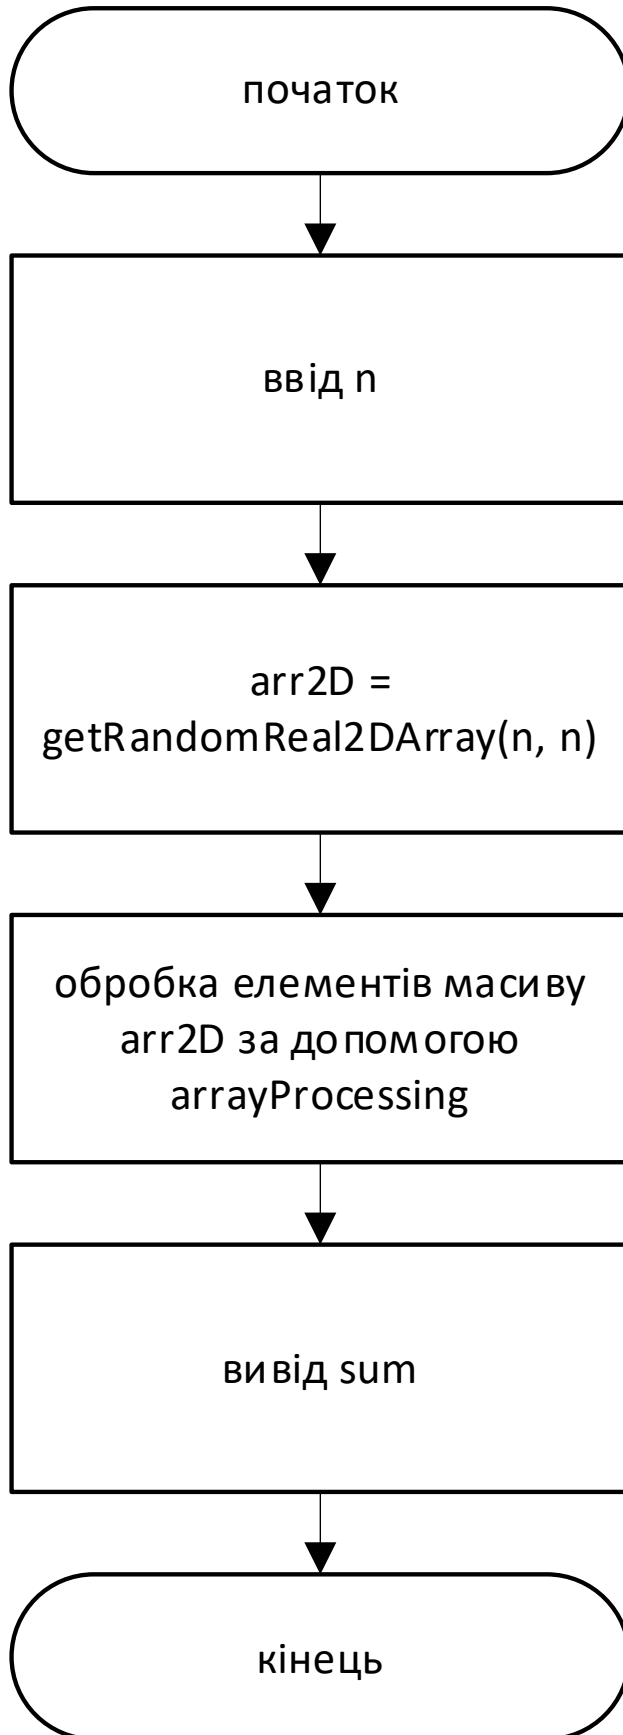 початок
ввід n
arr2D =
getRandomReal2DArray(n, n)
обробка елементів масиву
arr2D за допомогою
arrayProcessing
вивід sum
кінець